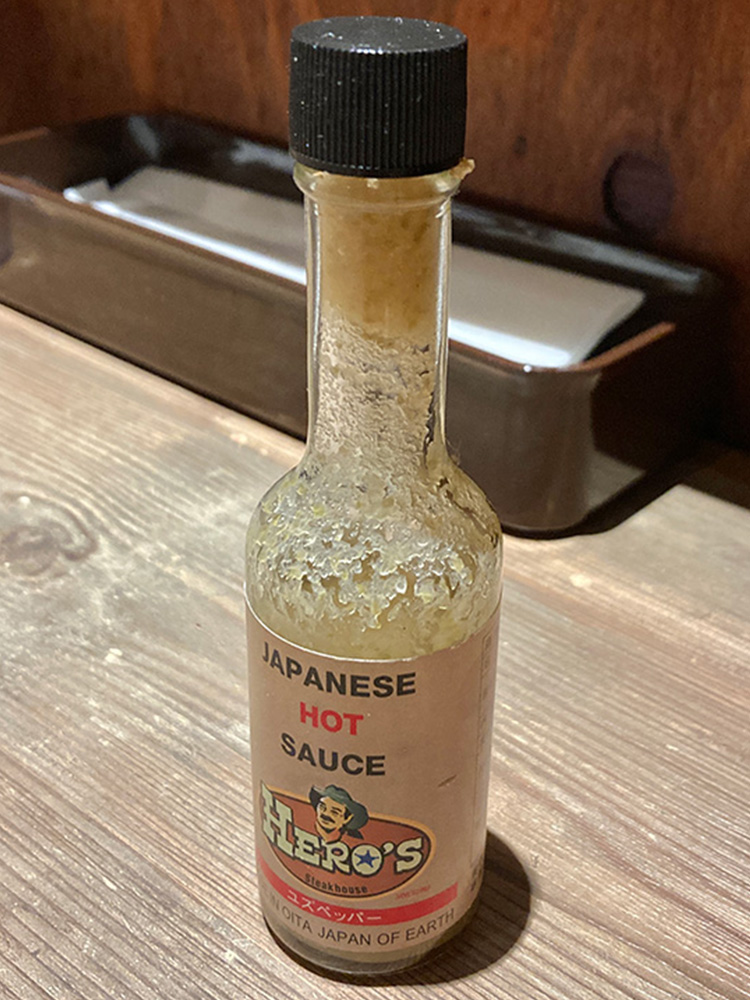 JAPANESE
HOT
SAUCE
HERO'S
Steakhouse
ユズペッパー
IN OITA JAPAN OF EARTH